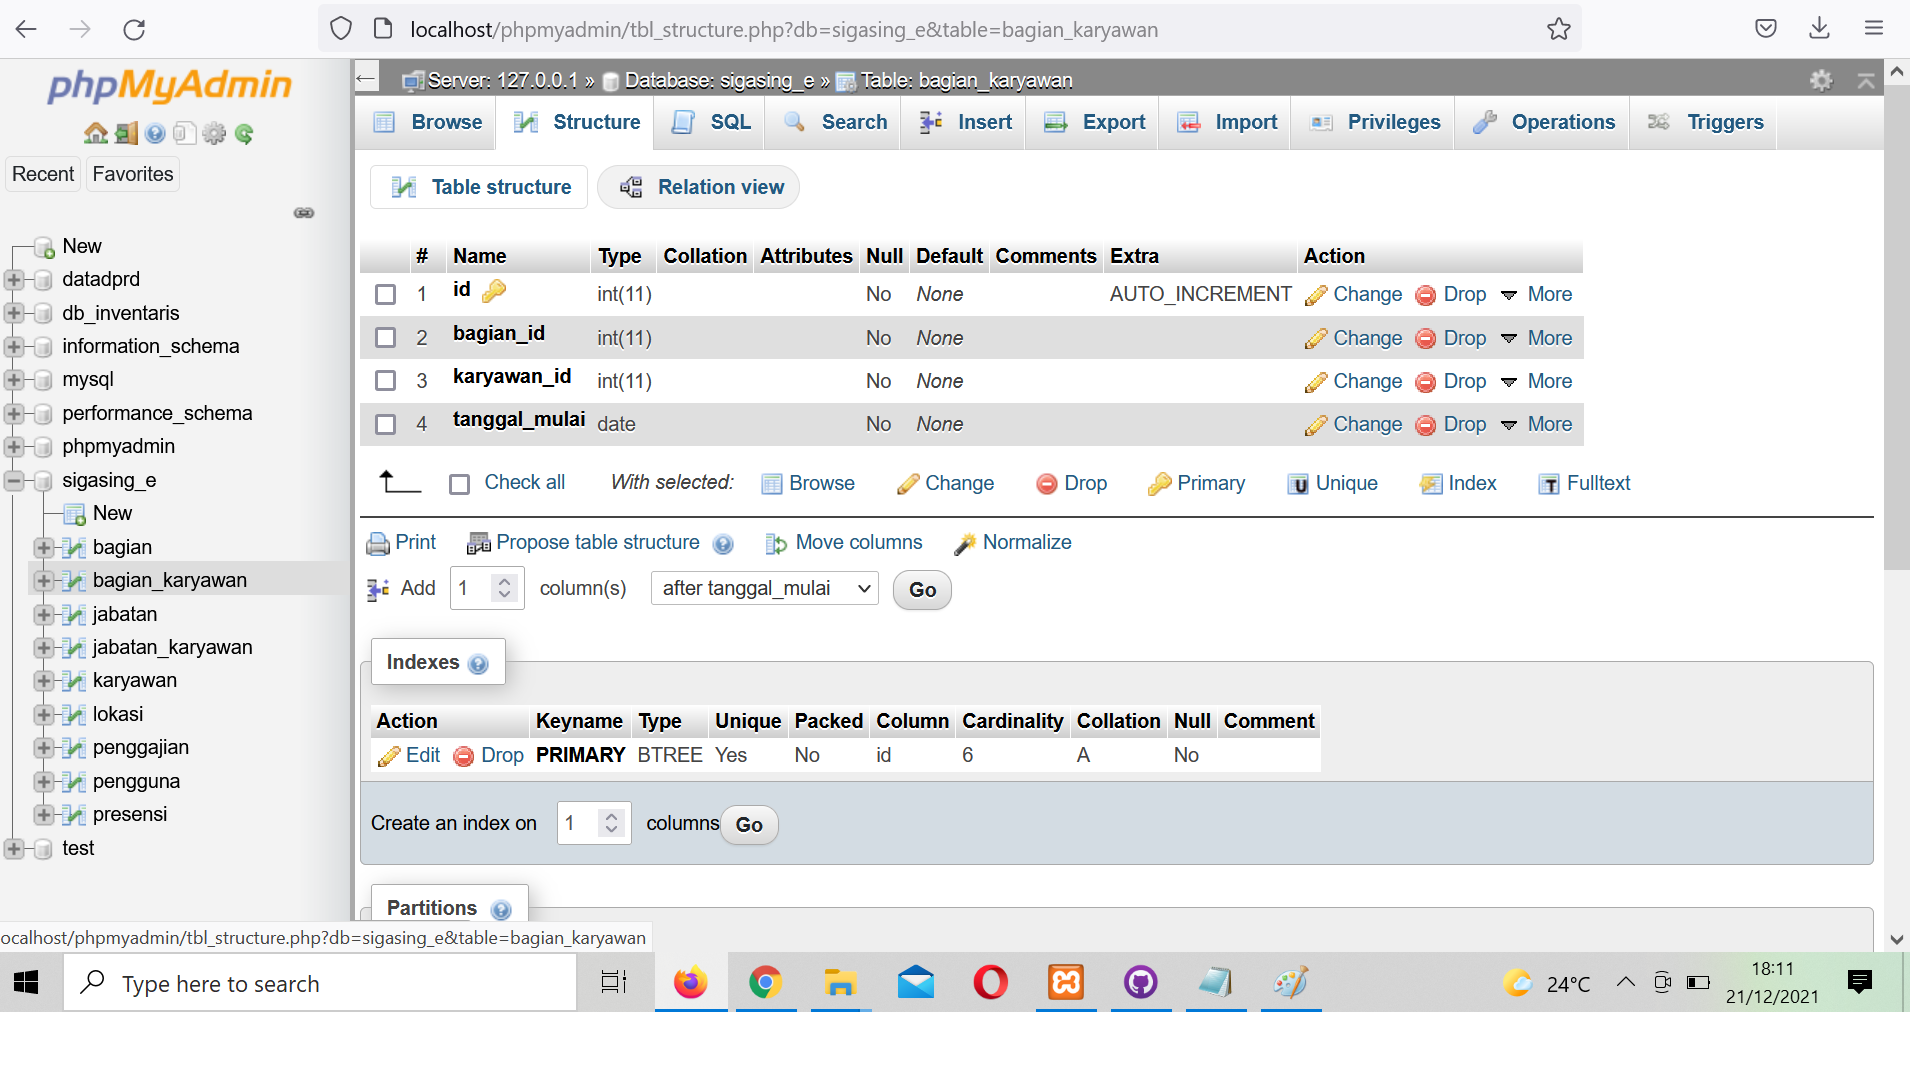 localhost/phpmyadmin/tbl_structure.php?db=sigasing_e&table=bagian_karyawan
phpMyAdmin
Recent Favorites
New
datadprd
db_inventaris
information_schema
mysql
performance_schema
phpmyadmin
sigasing_e
New
bagian
bagian_karyawan
jabatan
jabatan_karyawan
karyawan
lokasi
penggajian
pengguna
presensi
test
Server: 127.0.0.1 » Database: sigasing_e » Table: bagian_karyawan
Browse Structure SQL Search Insert Export Import Privileges Operations Triggers
Table structure Relation view
# Name Type Collation Attributes Null Default Comments Extra Action
1 id int(11) No None AUTO_INCREMENT Change Drop More
2 bagian_id int(11) No None Change Drop More
3 karyawan_id int(11) No None Change Drop More
4 tanggal_mulai date No None Change Drop More
Check all With selected: Browse Change Drop Primary Unique Index Fulltext
Print Propose table structure Move columns Normalize
Add 1 column(s) after tanggal_mulai Go
Indexes
Action Keyname Type Unique Packed Column Cardinality Collation Null Comment
Edit Drop PRIMARY BTREE Yes No id 6 A No
Create an index on 1 columns Go
Partitions
ocalhost/phpmyadmin/tbl_structure.php?db=sigasing_e&table=bagian_karyawan
Type here to search
24°C
18:11
21/12/2021